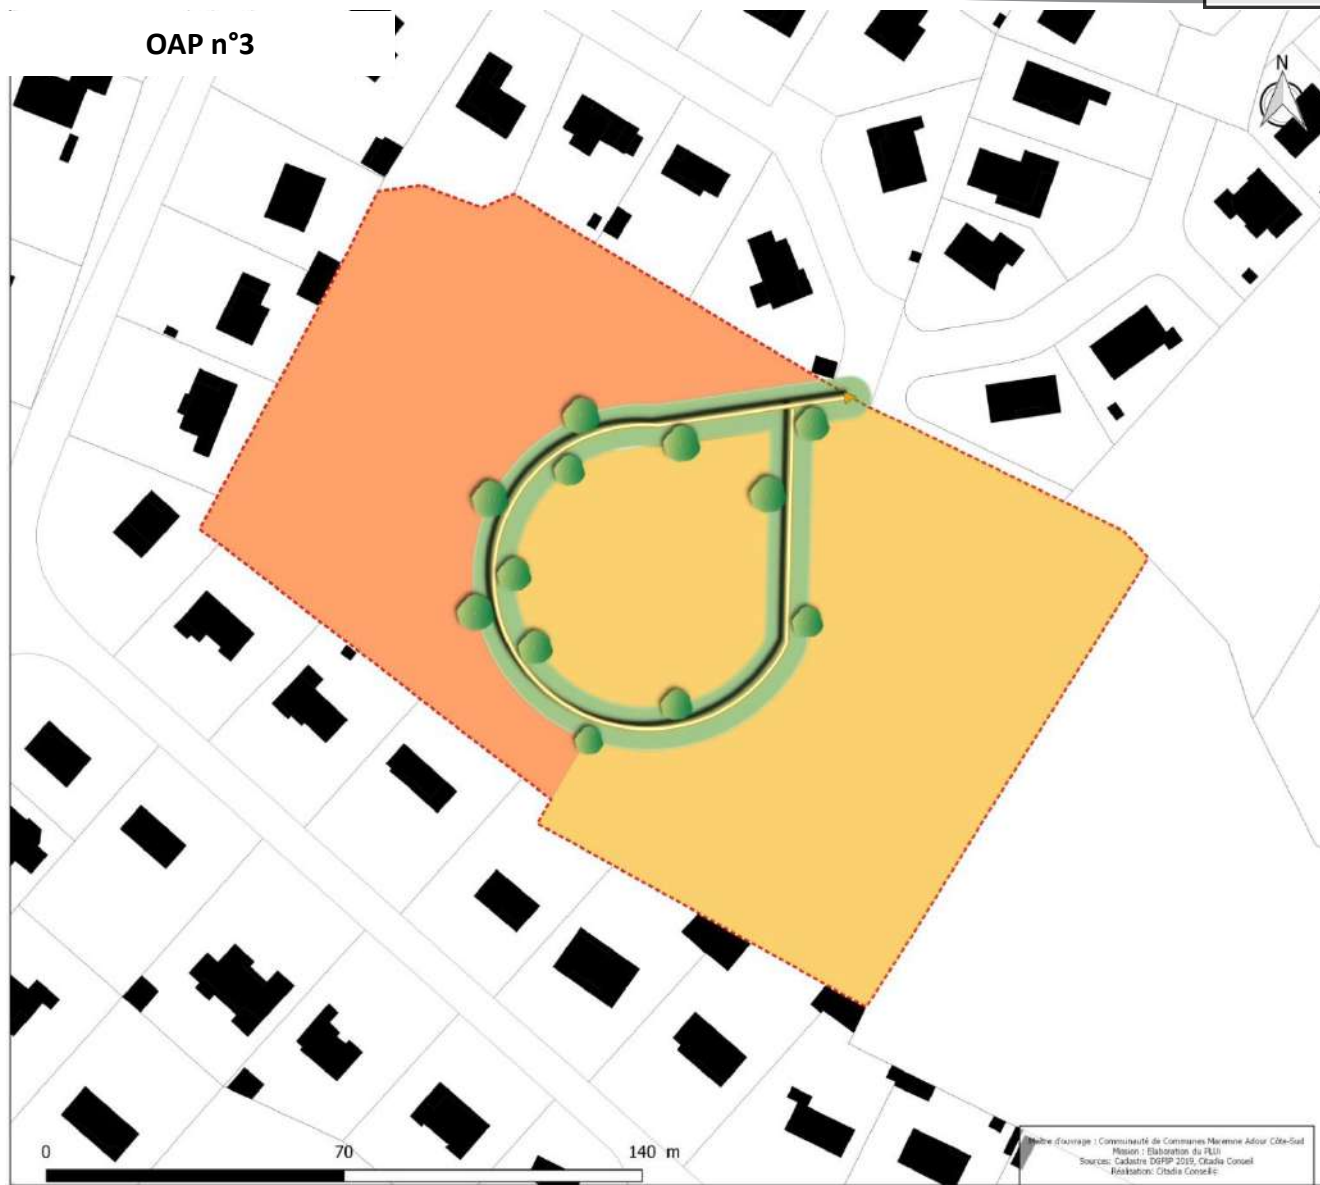 OAP n°3
N
0 70 140 m
Maître d'ouvrage : Communauté de Communes Maremne Adour Côte-Sud
Mission : Elaboration du PLUi
Sources: Cadastre DGFIP 2019, Citadia Conseil
Réalisation: Citadia Conseil©